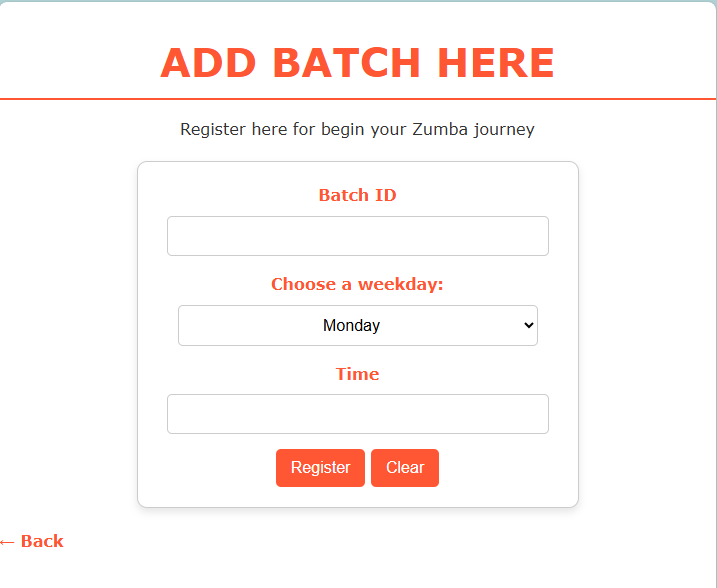 ADD BATCH HERE
Register here for begin your Zumba journey
Batch ID
Choose a weekday:
Monday
Time
Register Clear
← Back